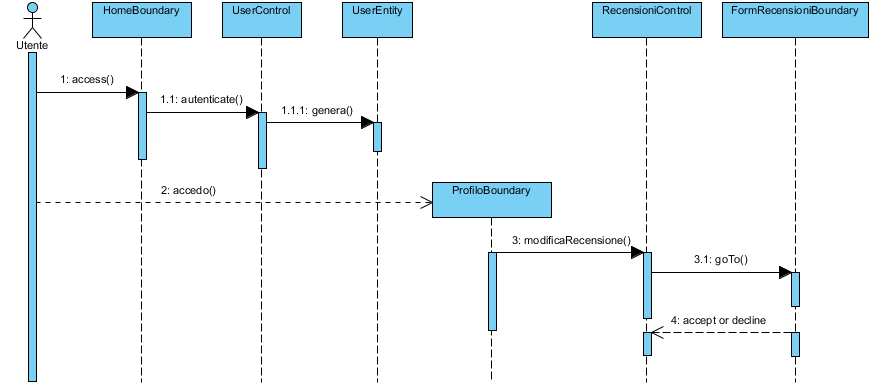 HomeBoundary
UserControl
UserEntity
RecensioniControl
FormRecensioniBoundary
Utente
1: access()
1.1: autenticate()
1.1.1: genera()
2: accedo()
ProfiloBoundary
3: modificaRecensione()
3.1: goTo()
4: accept or decline